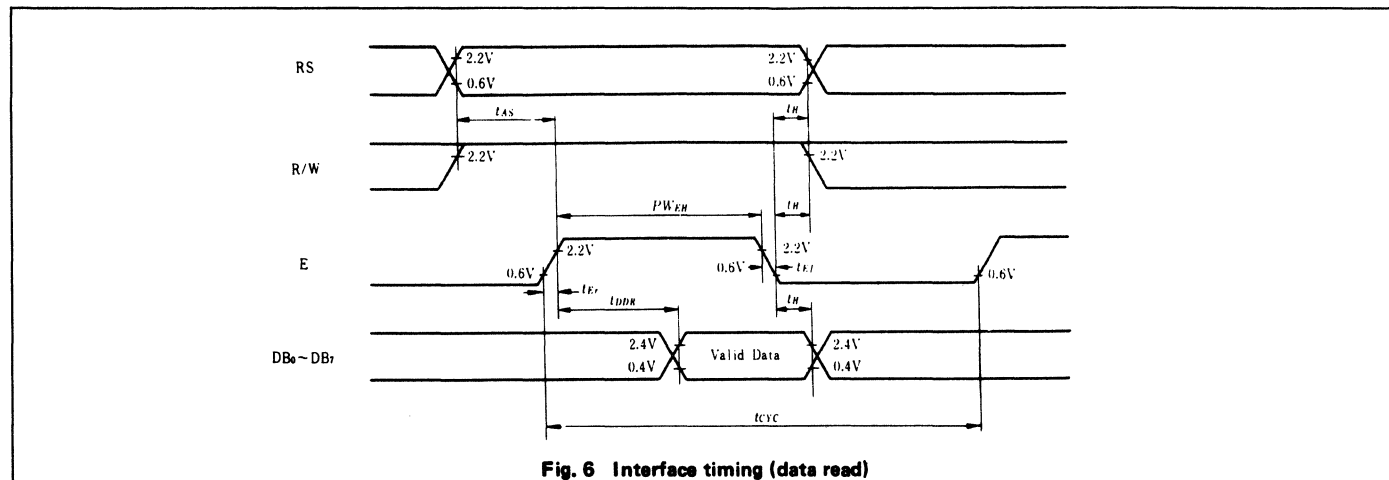 RS
2.2V
0.6V
2.2V
0.6V
tAS
tH
R/W
2.2V
2.2V
PWEH
tH
E
0.6V
2.2V
0.6V
2.2V
tEf
0.6V
tEr
tDDR
tH
DB₀~DB₇
2.4V
0.4V
Valid Data
2.4V
0.4V
tCYC
Fig. 6 Interface timing (data read)